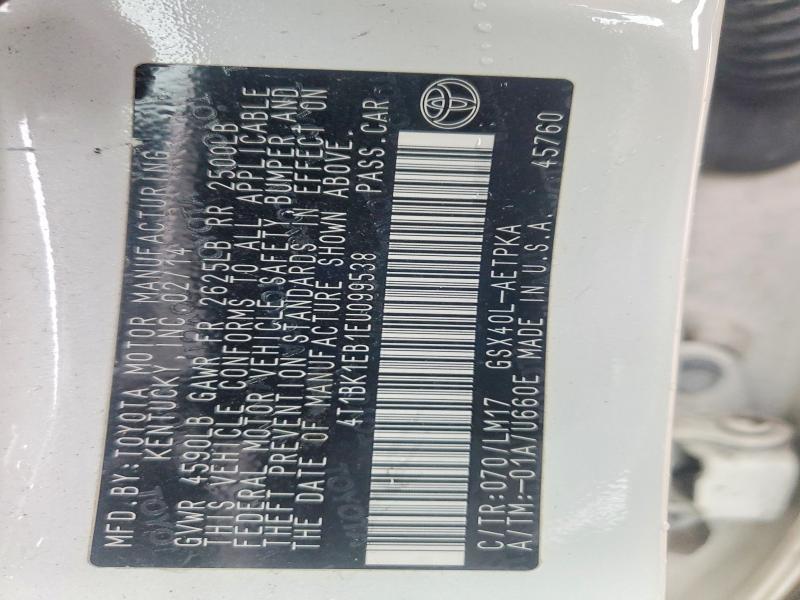 MFD.BY:TOYOTA MOTOR MANUFACTURING
KENTUCKY,INC 02/14
GVWR 4590LB GAWR FR 2625LB RR 2500LB
THIS VEHICLE CONFORMS TO ALL APPLICABLE
FEDERAL MOTOR VEHICLE SAFETY BUMPER,AND
THEFT PREVENTION STANDARDS IN EFFECT ON
THE DATE OF MANUFACTURE SHOWN ABOVE.
4T1BK1EB1EU099538 PASS.CAR
C/TR:070/LM17 GSX40L-AETPKA
A/TM:-01A/U660E MADE IN U.S.A. 45760